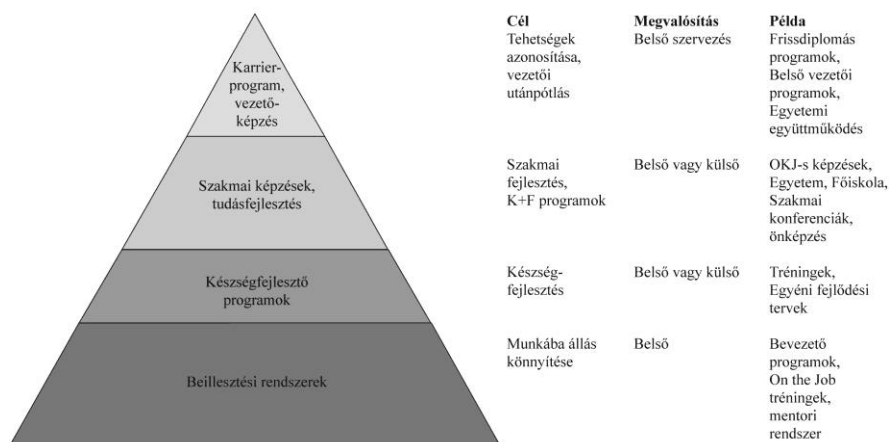 Karrier-
program,
vezető-
képzés
Szakmai képzések,
tudásfejlesztés
Készségfejlesztő
programok
Beillesztési rendszerek
Cél
Tehetségek
azonosítása,
vezetői
utánpótlás
Megvalósítás
Belső szervezés
Példa
Frissdiplomás
programok,
Belső vezetői
programok,
Egyetemi
együttműködés
Szakmai
fejlesztés,
K+F programok
Belső vagy külső
OKJ-s képzések,
Egyetem, Főiskola,
Szakmai
konferenciák,
önképzés
Készség-
fejlesztés
Belső vagy külső
Tréningek,
Egyéni fejlődési
tervek
Munkába állás
könnyítése
Belső
Bevezető
programok,
On the Job
tréningek,
mentori
rendszer